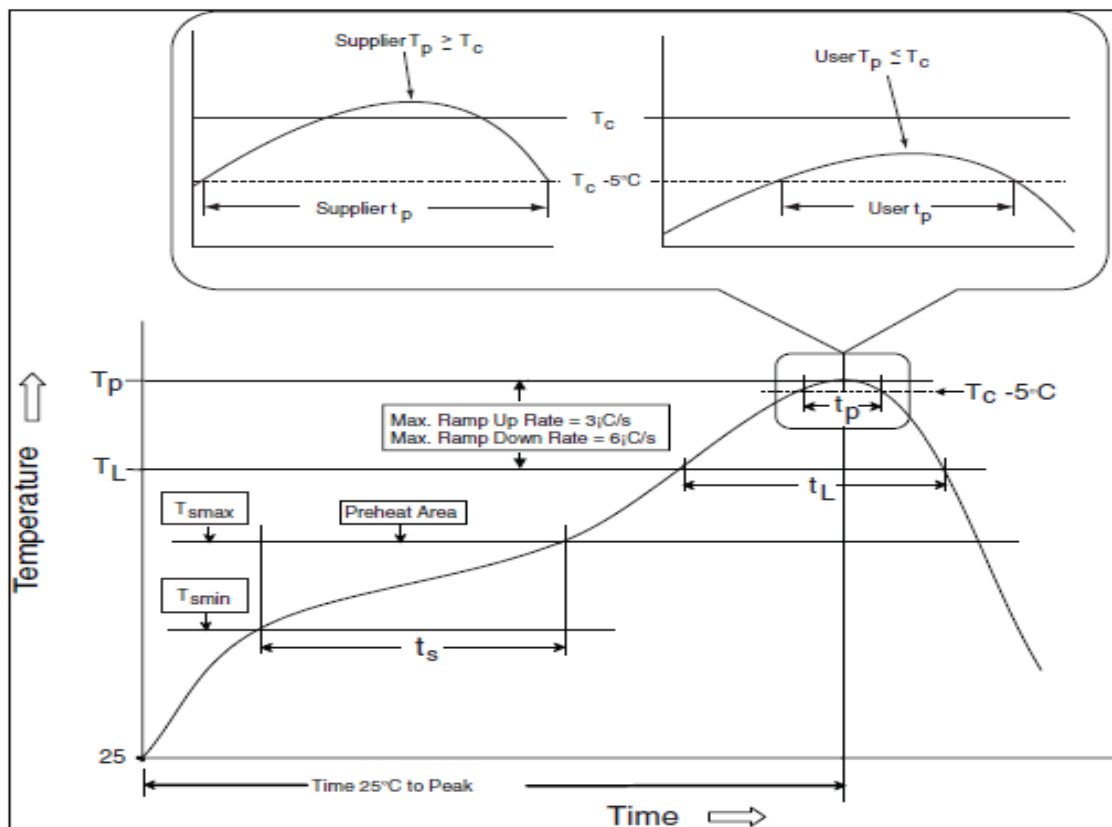 Supplier Tp ≥ Tc
User Tp ≤ Tc
Tc
Tc -5°C
Supplier tp
User tp
Tp
Tc -5°C
tp
Max. Ramp Up Rate = 3¡C/s
Max. Ramp Down Rate = 6¡C/s
TL
tL
Tsmax
Preheat Area
Tsmin
ts
Temperature
25
Time 25°C to Peak
Time